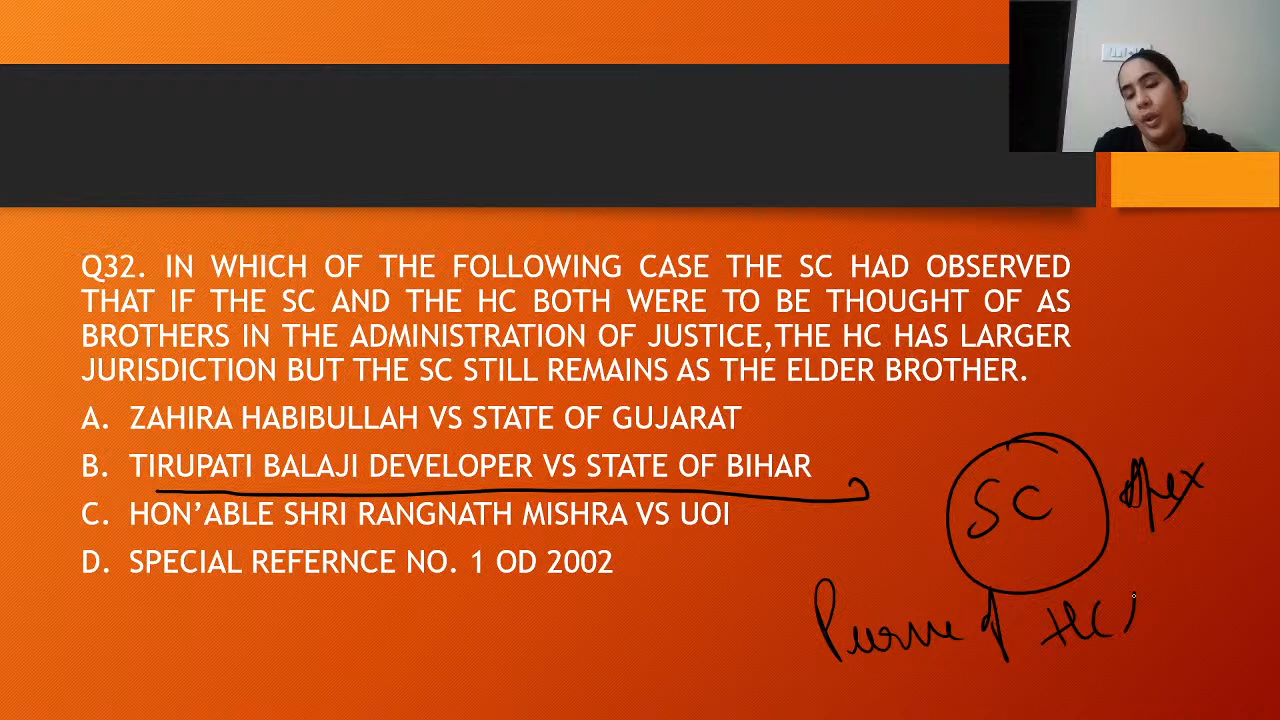 Q32. IN WHICH OF THE FOLLOWING CASE THE SC HAD OBSERVED
THAT IF THE SC AND THE HC BOTH WERE TO BE THOUGHT OF AS
BROTHERS IN THE ADMINISTRATION OF JUSTICE,THE HC HAS LARGER
JURISDICTION BUT THE SC STILL REMAINS AS THE ELDER BROTHER.
A. ZAHIRA HABIBULLAH VS STATE OF GUJARAT
B. TIRUPATI BALAJI DEVELOPER VS STATE OF BIHAR
C. HON’ABLE SHRI RANGNATH MISHRA VS UOI
D. SPECIAL REFERNCE NO. 1 OD 2002
SC
Apex
of HC